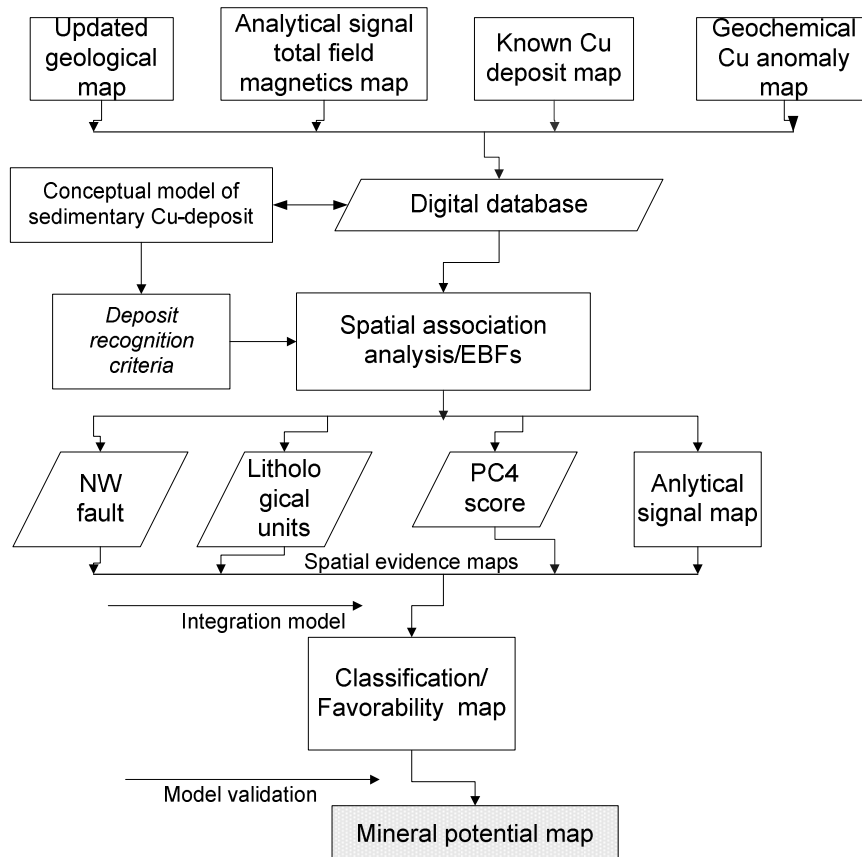 Updated
geological
map
Analytical signal
total field
magnetics map
Known Cu
deposit map
Geochemical
Cu anomaly
map
Conceptual model of
sedimentary Cu-deposit
Digital database
Deposit
recognition
criteria
Spatial association
analysis/EBFs
NW
fault
Litholo
gical
units
PC4
score
Anlytical
signal map
Spatial evidence maps
Integration model
Classification/
Favorability map
Model validation
Mineral potential map